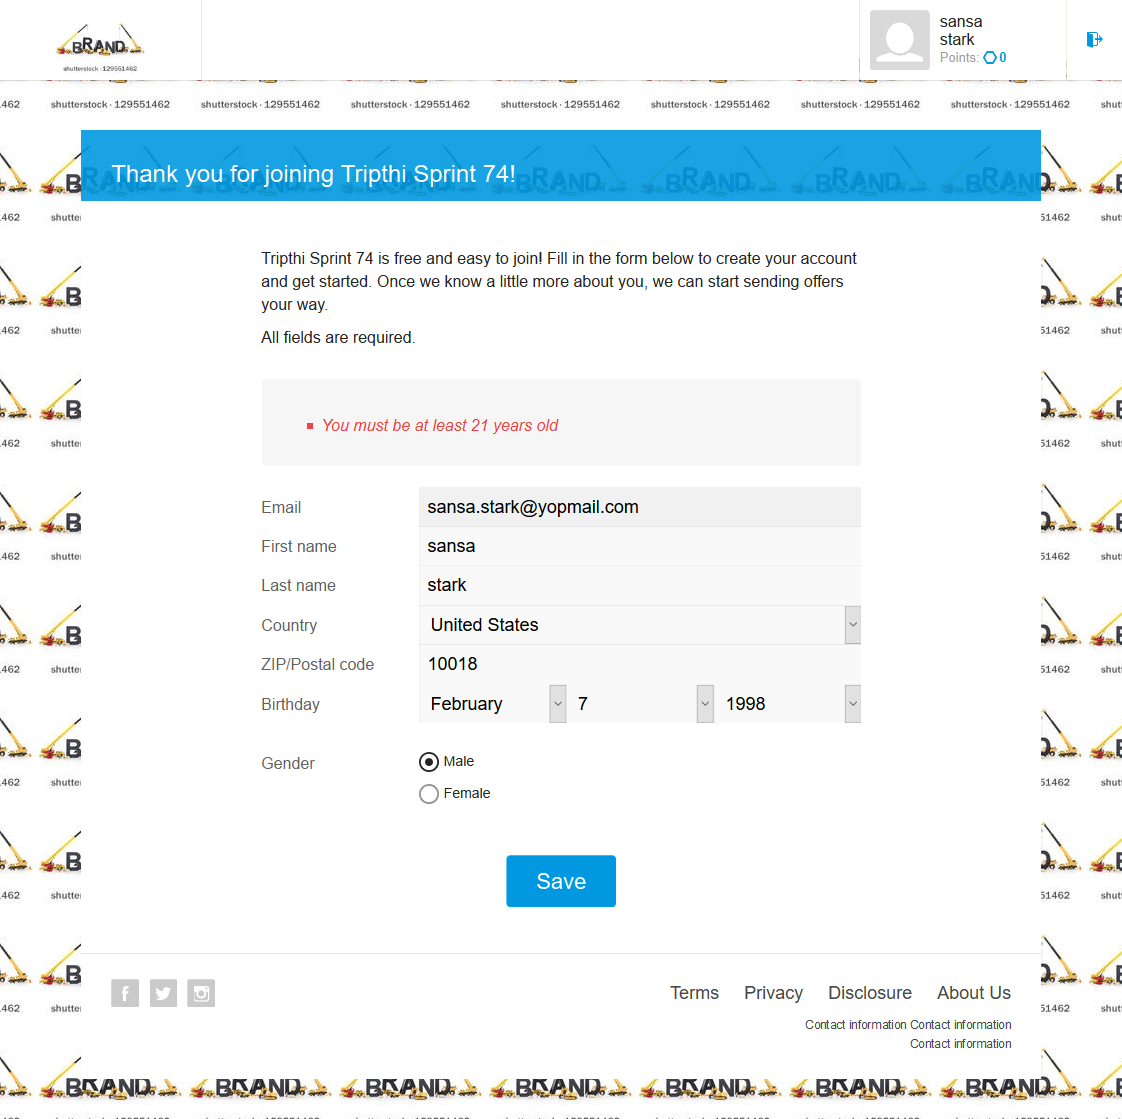 BRAND
shutterstock · 129551462
sansa
stark
Points: 0
shutterstock · 129551462 shutterstock · 129551462 shutterstock · 129551462 shutterstock · 129551462 shutterstock · 129551462 shutterstock · 129551462 shutterstock · 129551462
Thank you for joining Tripthi Sprint 74!
Tripthi Sprint 74 is free and easy to join! Fill in the form below to create your account
and get started. Once we know a little more about you, we can start sending offers
your way.
All fields are required.
You must be at least 21 years old
Email sansa.stark@yopmail.com
First name sansa
Last name stark
Country United States
ZIP/Postal code 10018
Birthday February 7 1998
Gender Male
Female
Save
Terms Privacy Disclosure About Us
Contact information Contact information
Contact information
BRAND BRAND BRAND BRAND BRAND BRAND BRAND